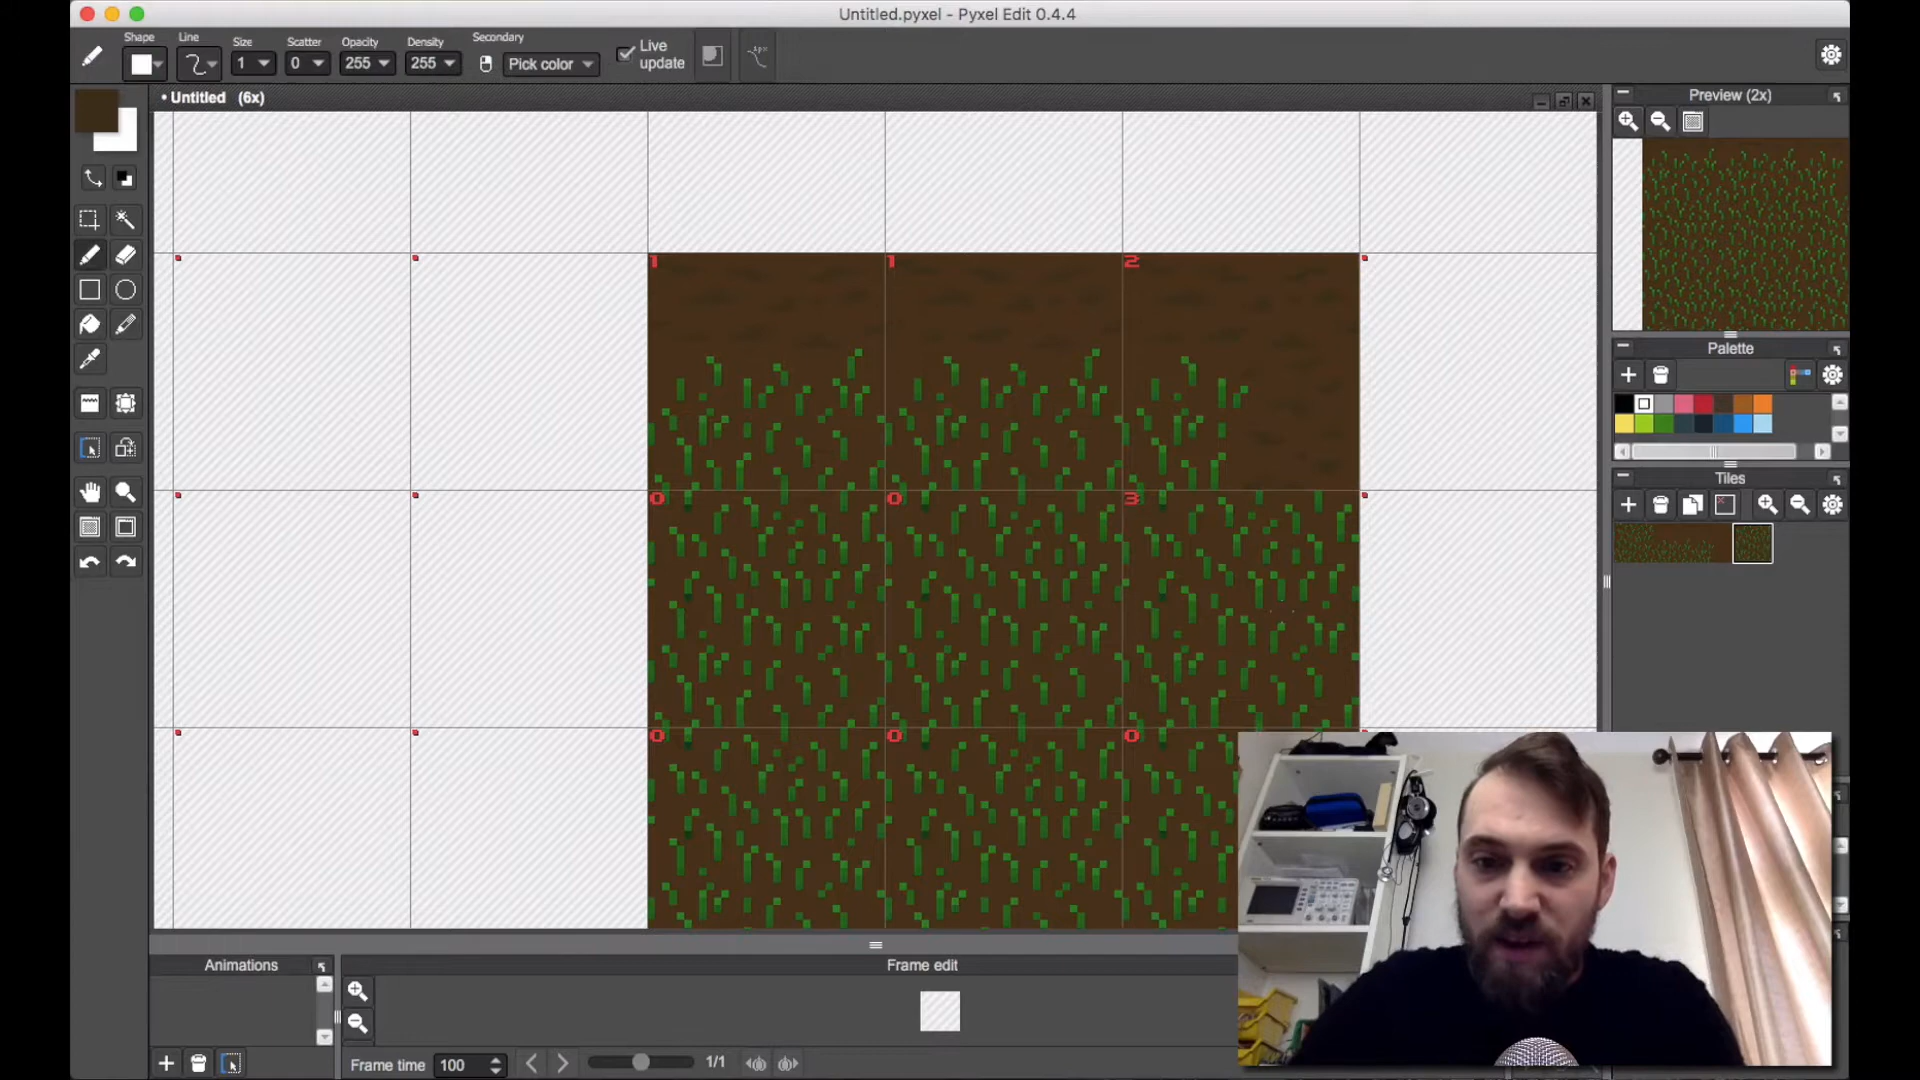 Untitled.pyxel - Pyxel Edit 0.4.4
Shape Line Size Scatter Opacity Density Secondary
1 0 255 255 Pick color Live update
• Untitled (6x)
Preview (2x)
1 1 2
Palette
Tiles
0 0 3
0 0 0
Animations
Frame edit
Frame time 100 1/1